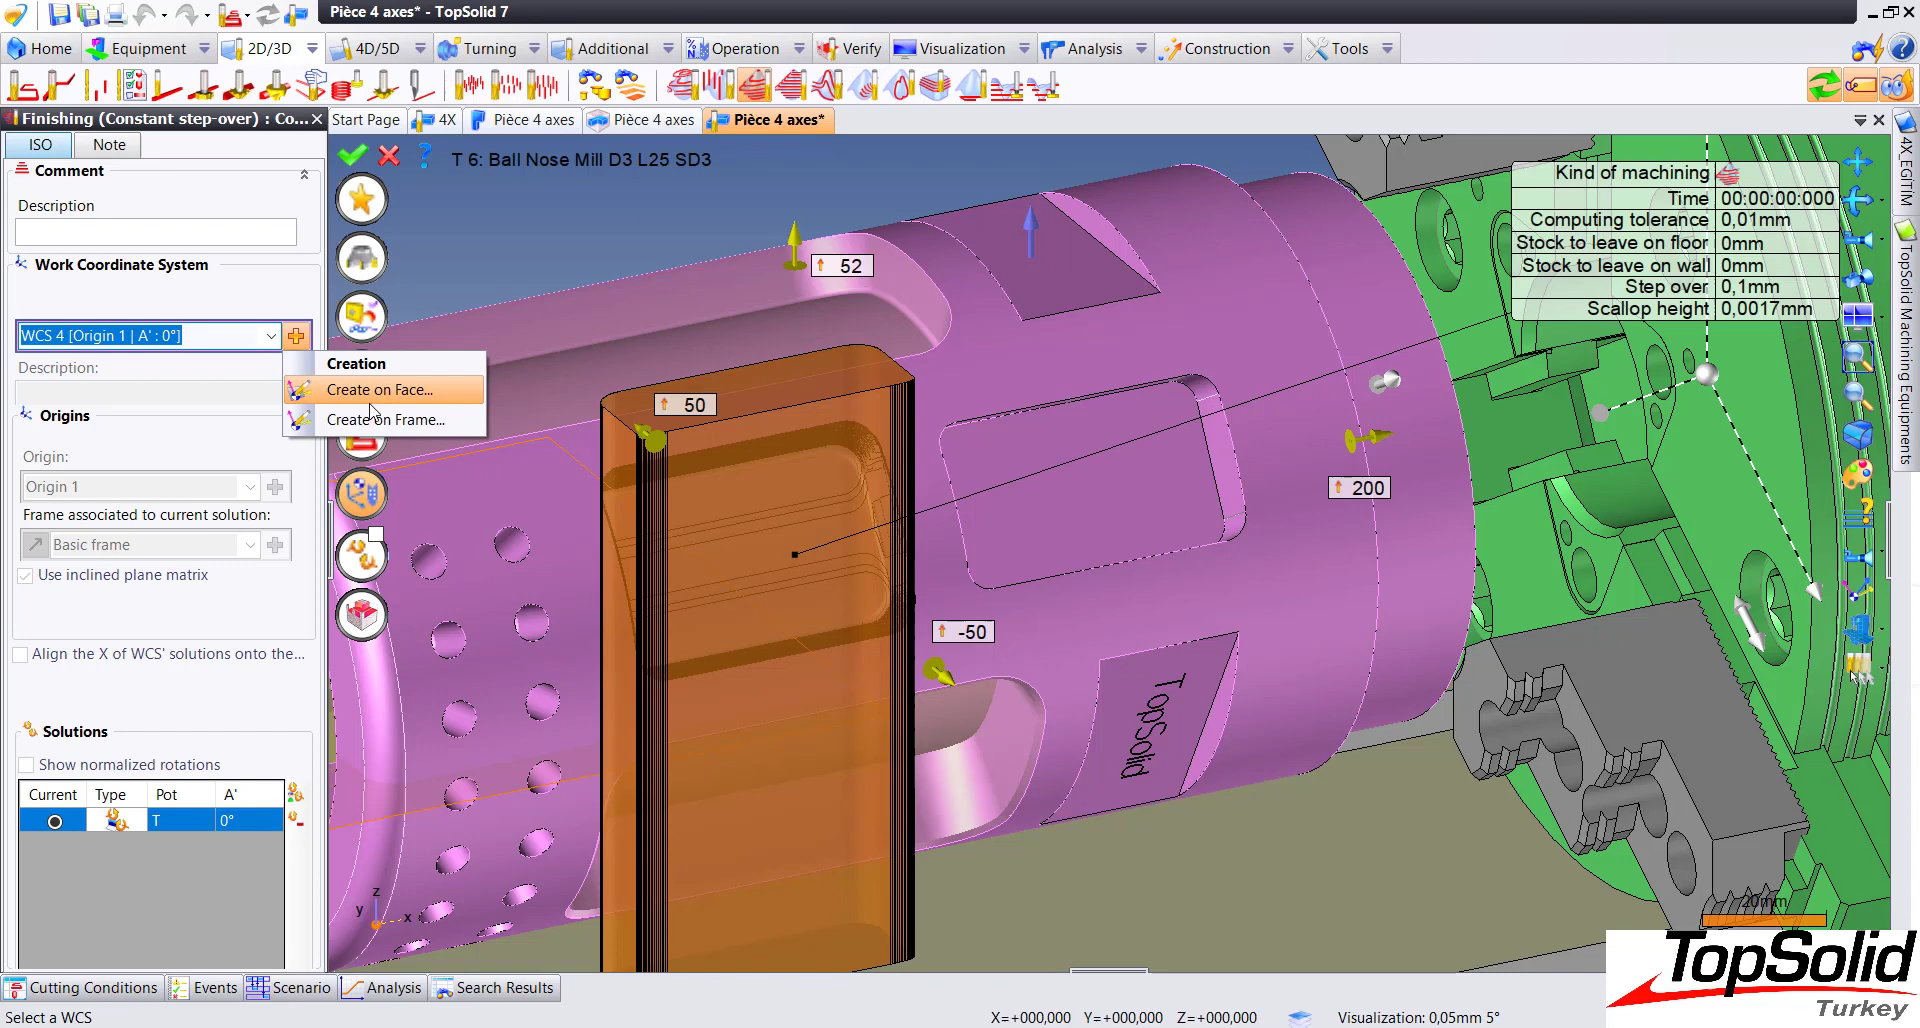 Pièce 4 axes* - TopSolid 7
Home
Equipment
2D/3D
4D/5D
Turning
Additional
Operation
Verify
Visualization
Analysis
Construction
Tools
Finishing (Constant step-over) : Co...
Start Page
4X
Pièce 4 axes
Pièce 4 axes
Pièce 4 axes*
ISO
Note
T 6: Ball Nose Mill D3 L25 SD3
Comment
Description
Work Coordinate System
WCS 4 [Origin 1 | A' : 0°]
Description:
Creation
Create on Face...
Create on Frame...
Origins
Origin:
Origin 1
Frame associated to current solution:
Basic frame
Use inclined plane matrix
Align the X of WCS' solutions onto the...
Solutions
Show normalized rotations
Current Type Pot A'
T 0°
Kind of machining
Time 00:00:00:000
Computing tolerance 0,01mm
Stock to leave on floor 0mm
Stock to leave on wall 0mm
Step over 0,1mm
Scallop height 0,0017mm
52
50
200
-50
TopSolid
z
y
x
20mm
4X_EGİTİM
TopSolid Machining Equipments
Cutting Conditions
Events
Scenario
Analysis
Search Results
Select a WCS
X=+000,000 Y=+000,000 Z=+000,000
Visualization: 0,05mm 5°
TopSolid
Turkey